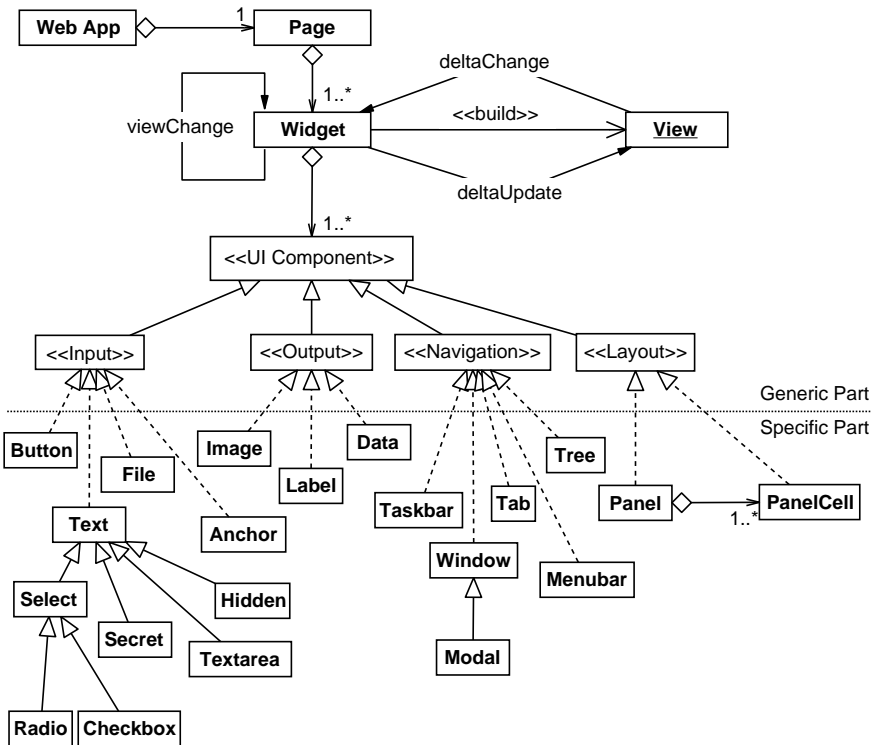 Web App
1
Page
deltaChange
1..*
viewChange
Widget
<<build>>
View
deltaUpdate
1..*
<<UI Component>>
<<Input>>
<<Output>>
<<Navigation>>
<<Layout>>
Generic Part
Specific Part
Button
File
Image
Data
Label
Tree
Taskbar
Tab
Panel
1..*
PanelCell
Text
Anchor
Window
Menubar
Select
Hidden
Secret
Textarea
Modal
Radio
Checkbox